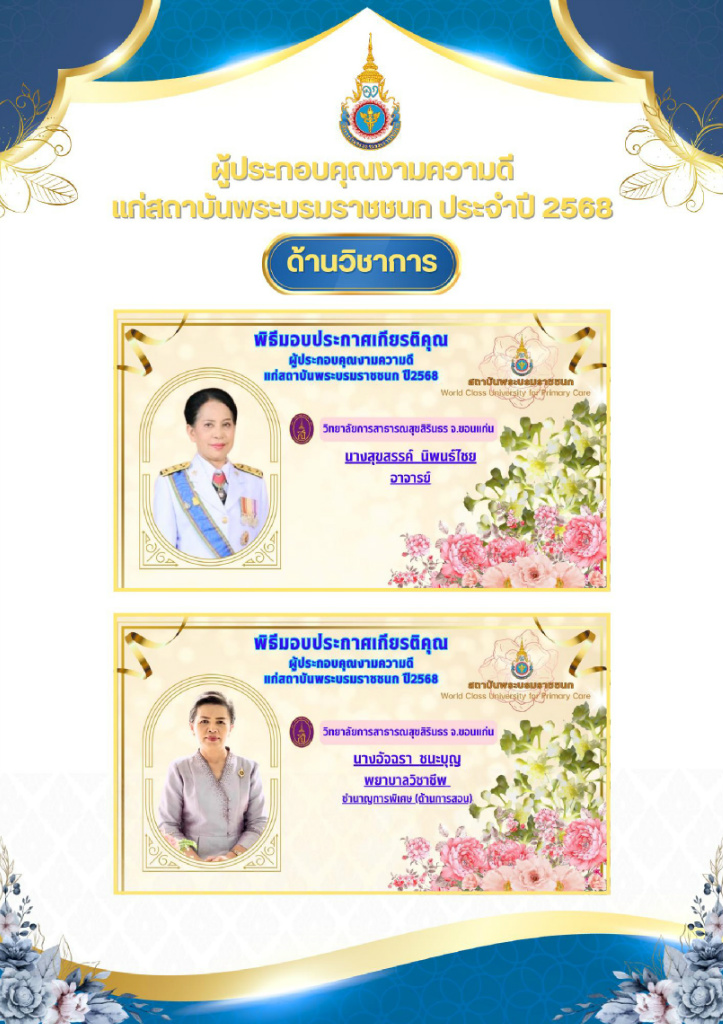 ผู้ประกอบคุณงามความดี
แก่สถาบันพระบรมราชชนก ประจำปี 2568
ด้านวิชาการ
พิธีมอบประกาศเกียรติคุณ
ผู้ประกอบคุณงามความดี
แก่สถาบันพระบรมราชชนก ปี2568
สถาบันพระบรมราชชนก
World Class University for Primary Care
วิทยาลัยการสาธารณสุขสิรินธร จ.ขอนแก่น
นางสุขสรรค์ นิพนธ์ไชย
อาจารย์
พิธีมอบประกาศเกียรติคุณ
ผู้ประกอบคุณงามความดี
แก่สถาบันพระบรมราชชนก ปี2568
สถาบันพระบรมราชชนก
World Class University for Primary Care
วิทยาลัยการสาธารณสุขสิรินธร จ.ขอนแก่น
นางอัจฉรา ชนะบุญ
พยาบาลวิชาชีพ
ชำนาญการพิเศษ (ด้านการสอน)